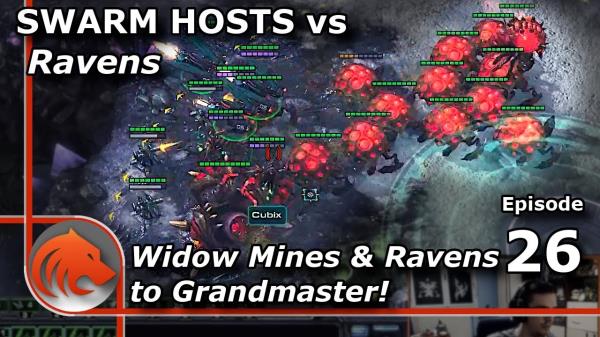 SWARM HOSTS vs
Ravens
Cubix
Episode
26
Widow Mines & Ravens
to Grandmaster!